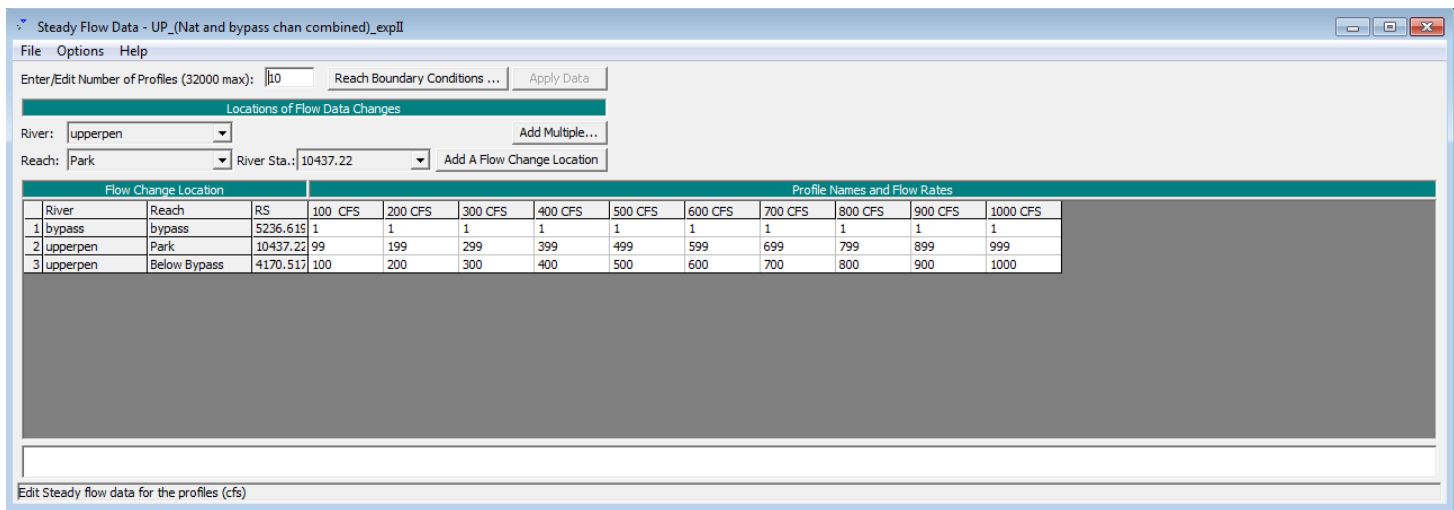 Steady Flow Data - UP_(Nat and bypass chan combined)_expII
File Options Help
Enter/Edit Number of Profiles (32000 max): 10 Reach Boundary Conditions ... Apply Data
Locations of Flow Data Changes
River: upperpen Add Multiple...
Reach: Park River Sta.: 10437.22 Add A Flow Change Location
Flow Change Location Profile Names and Flow Rates
River Reach RS 100 CFS 200 CFS 300 CFS 400 CFS 500 CFS 600 CFS 700 CFS 800 CFS 900 CFS 1000 CFS
1 bypass bypass 5236.619 1 1 1 1 1 1 1 1 1 1
2 upperpen Park 10437.22 99 199 299 399 499 599 699 799 899 999
3 upperpen Below Bypass 4170.517 100 200 300 400 500 600 700 800 900 1000
Edit Steady flow data for the profiles (cfs)